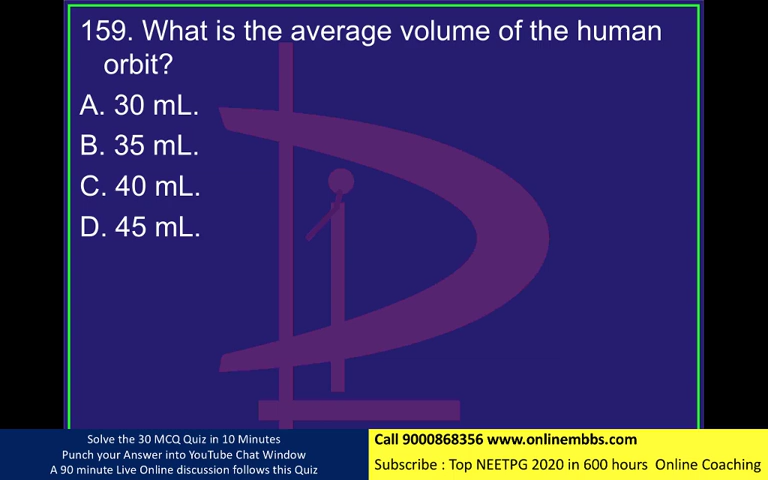 159. What is the average volume of the human
orbit?
A. 30 mL.
B. 35 mL.
C. 40 mL.
D. 45 mL.
Solve the 30 MCQ Quiz in 10 Minutes
Punch your Answer into YouTube Chat Window
A 90 minute Live Online discussion follows this Quiz
Call 9000868356 www.onlinembbs.com
Subscribe : Top NEETPG 2020 in 600 hours Online Coaching